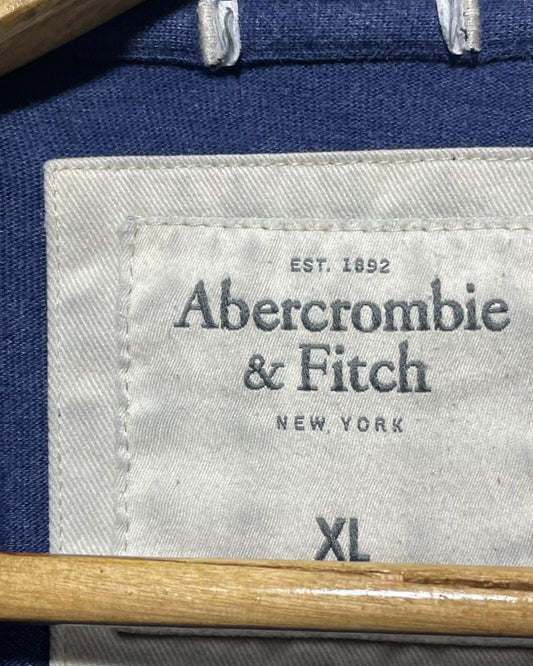 EST. 1892
Abercrombie
& Fitch
NEW YORK
XL